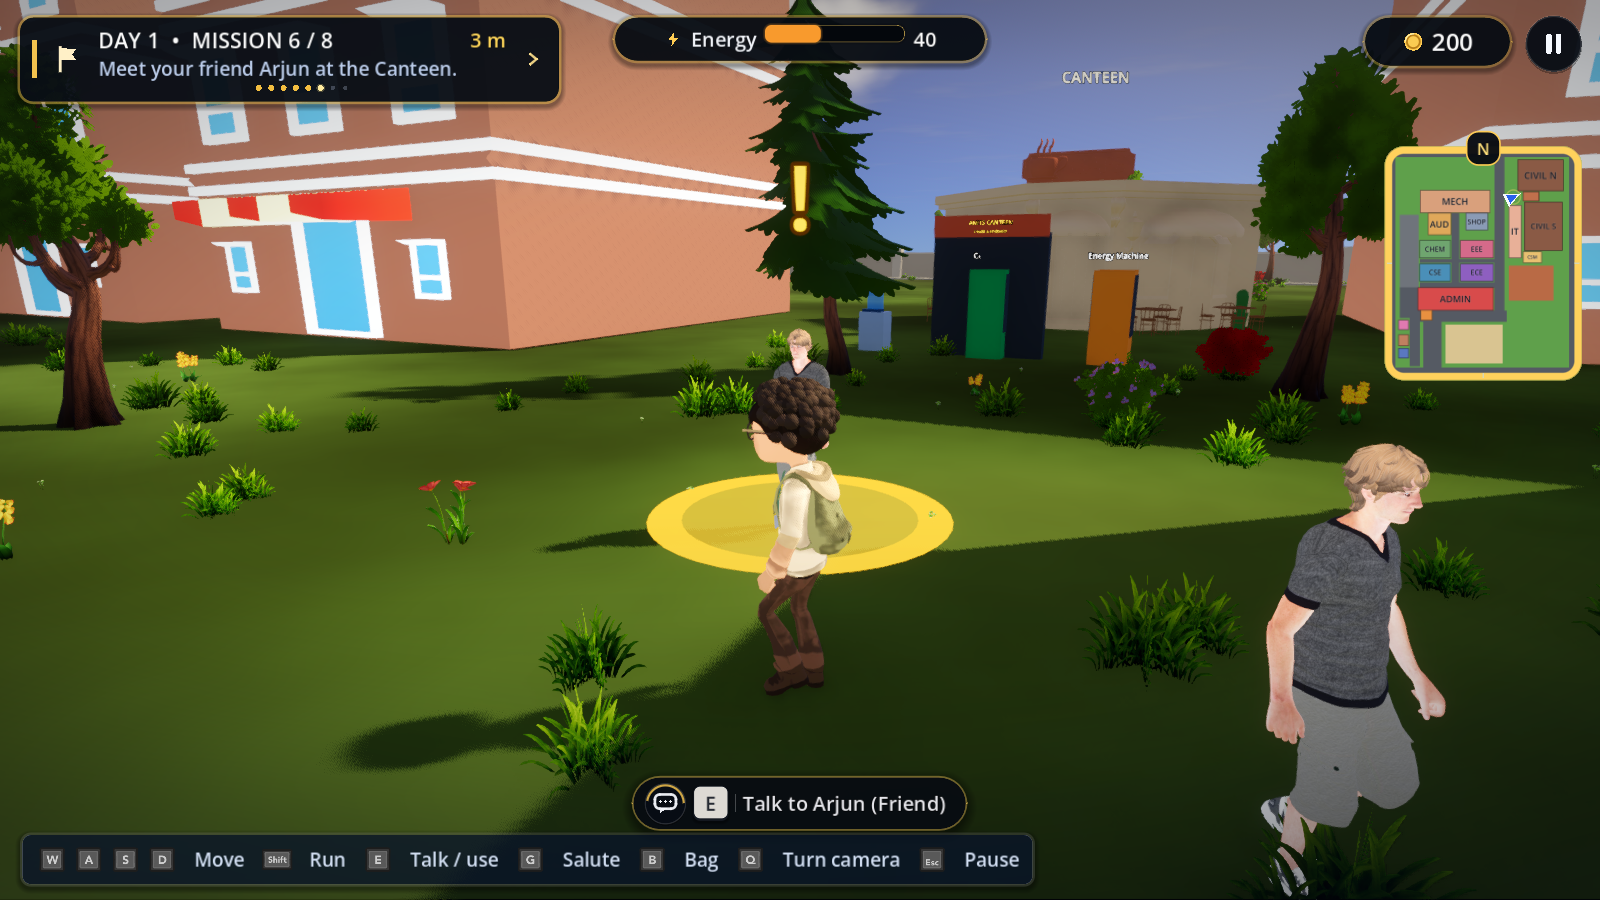 DAY 1 • MISSION 6 / 8
3 m
Meet your friend Arjun at the Canteen.
Energy
40
200
CANTEEN
N
CIVIL N
MECH
AUD
SHOP
IT
CIVIL S
CHEM
EEE
CSE
ECE
ADMIN
Energy Machine
E Talk to Arjun (Friend)
W A S D Move Shift Run E Talk / use G Salute B Bag Q Turn camera Esc Pause